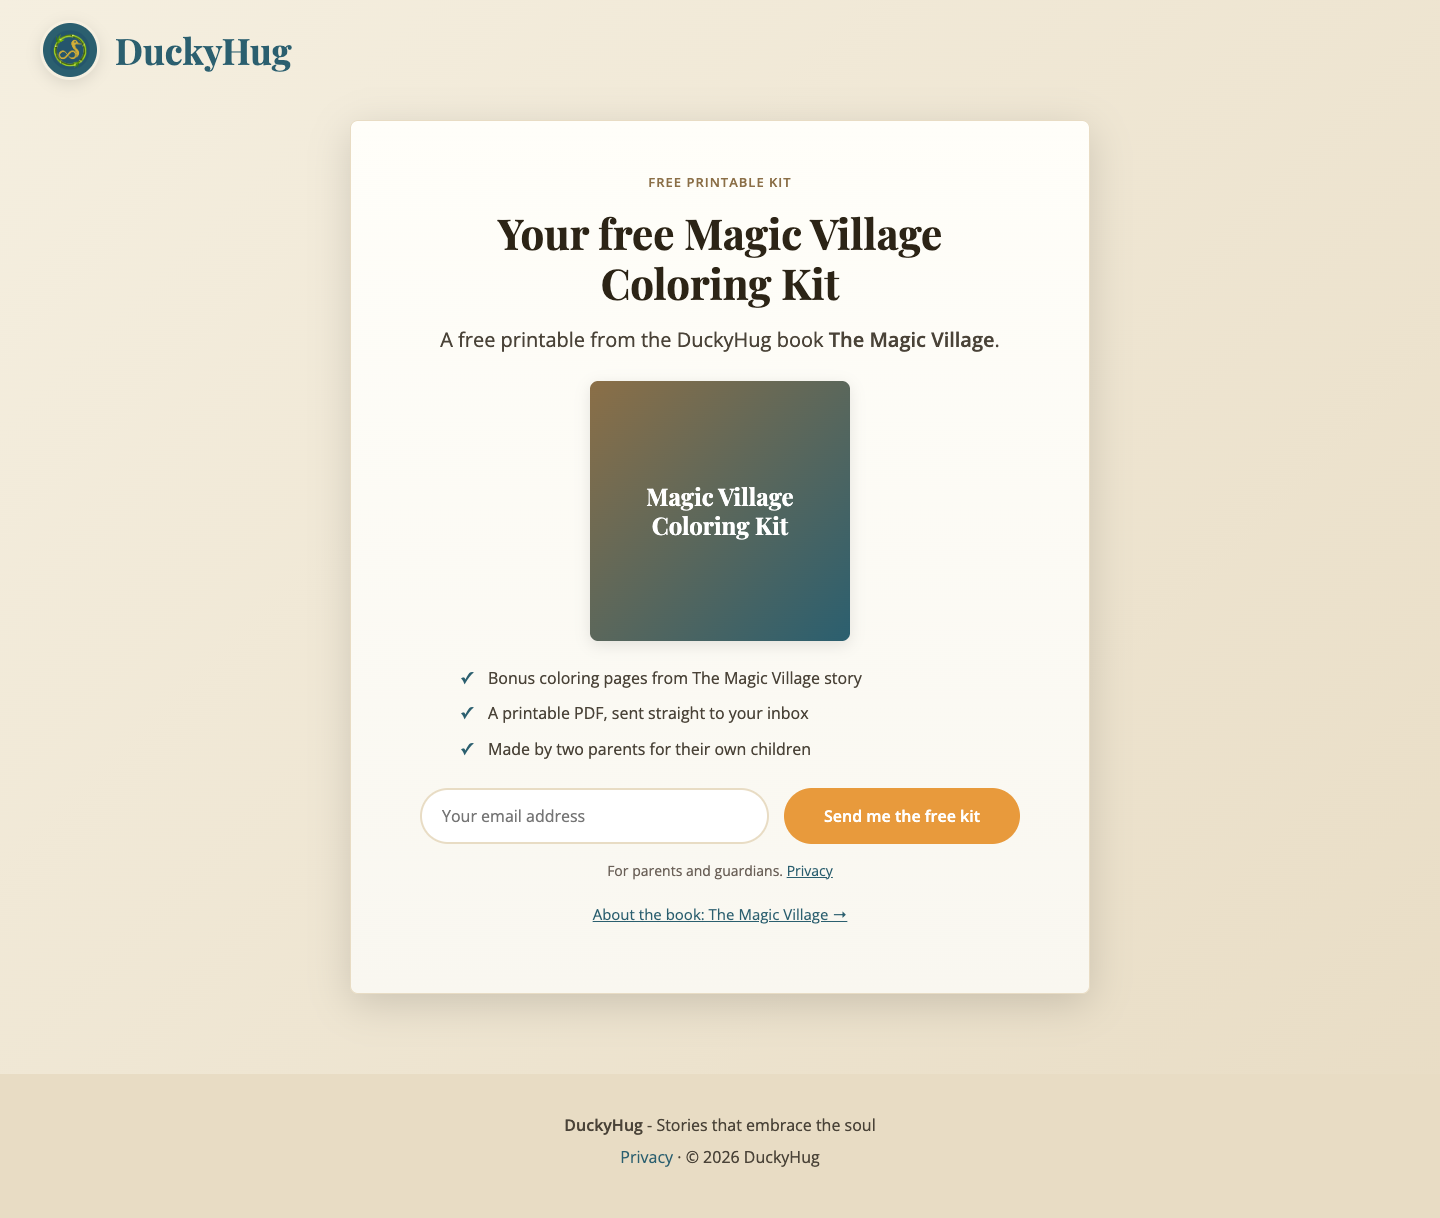 DuckyHug
FREE PRINTABLE KIT
Your free Magic Village
Coloring Kit
A free printable from the DuckyHug book The Magic Village.
Magic Village
Coloring Kit
✓ Bonus coloring pages from The Magic Village story
✓ A printable PDF, sent straight to your inbox
✓ Made by two parents for their own children
Your email address
Send me the free kit
For parents and guardians. Privacy
About the book: The Magic Village →
DuckyHug - Stories that embrace the soul
Privacy · © 2026 DuckyHug